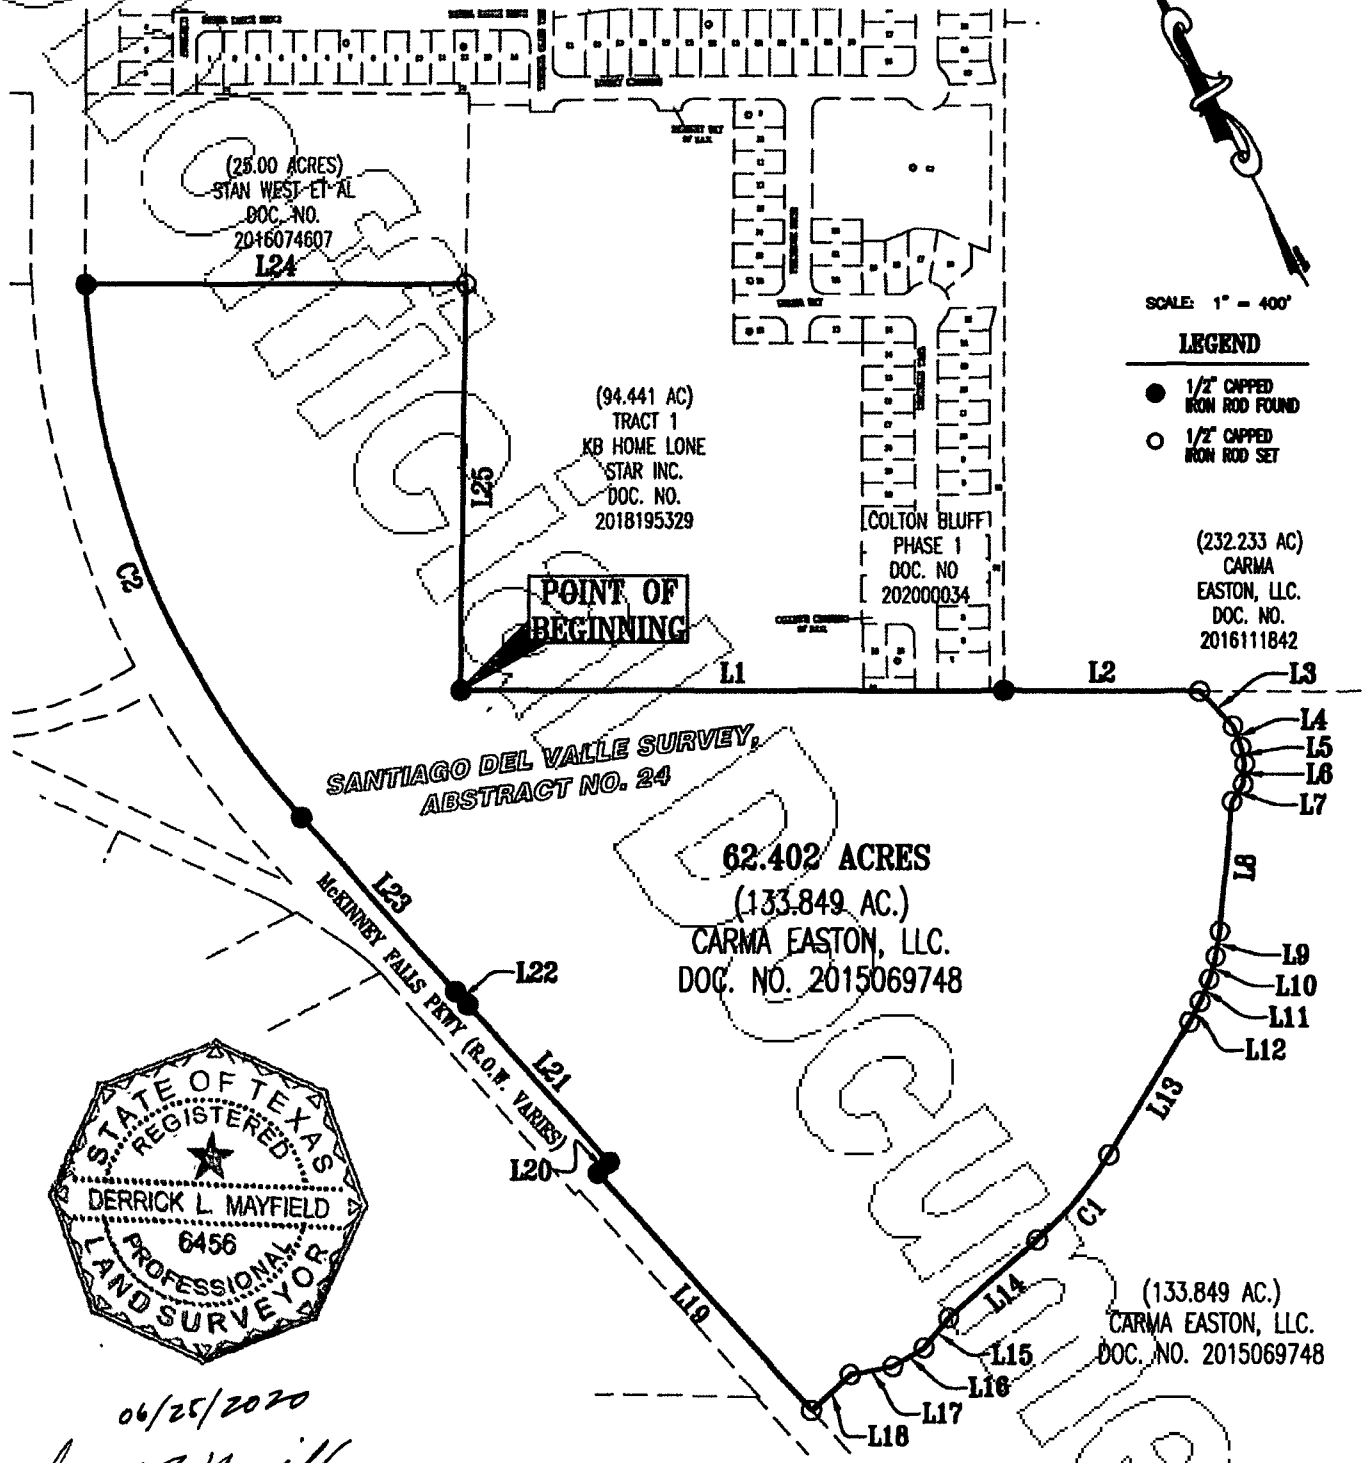 (25.00 ACRES)
STAN WEST ET AL
DOC. NO.
2016074607
L24
SCALE: 1" = 400'
LEGEND
1/2" CAPPED
IRON ROD FOUND
1/2" CAPPED
IRON ROD SET
(94.441 AC)
TRACT 1
KB HOME LONE
STAR INC.
DOC. NO.
2018195329
L25
COLTON BLUFF
PHASE 1
DOC. NO
202000034
(232.233 AC)
CARMA
EASTON, LLC.
DOC. NO.
2016111842
C2
POINT OF
BEGINNING
L1
L2
L3
L4
L5
L6
L7
SANTIAGO DEL VALLE SURVEY,
ABSTRACT NO. 24
62.402 ACRES
(133.849 AC.)
CARMA EASTON, LLC.
DOC. NO. 2015069748
L8
L23
McKINNEY FALLS PKWY (R.O.W. VARIES)
L22
L9
L10
L11
L12
L21
L20
L13
C1
STATE OF TEXAS
REGISTERED
DERRICK L. MAYFIELD
6456
PROFESSIONAL
LAND SURVEYOR
L19
L14
(133.849 AC.)
CARMA EASTON, LLC.
DOC. NO. 2015069748
L15
L16
L17
L18
06/25/2020
Unofficial Document